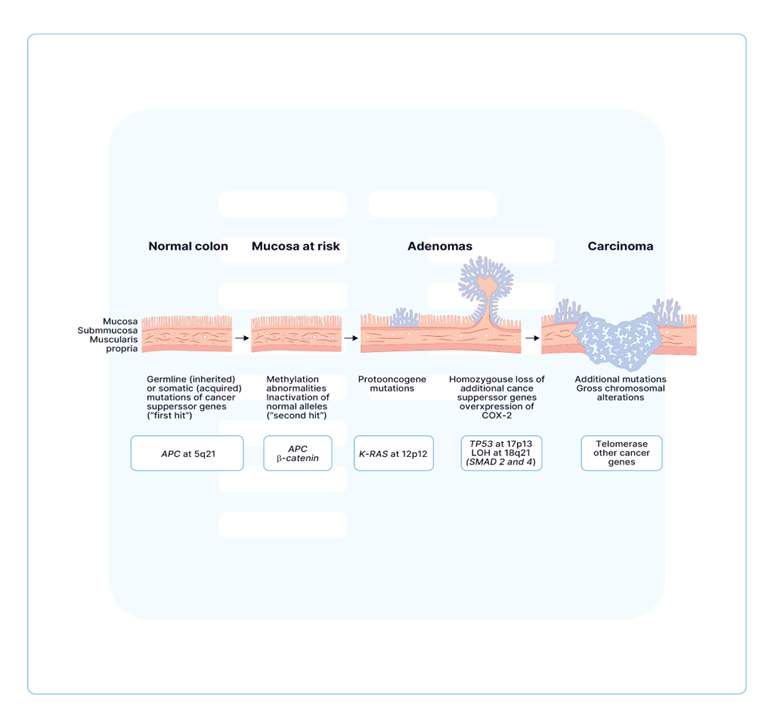 Normal colon
Mucosa at risk
Adenomas
Carcinoma
Mucosa
Submmucosa
Muscularis
propria
Germline (inherited)
or somatic (acquired)
mutations of cancer
supperssor genes
("first hit")
Methylation
abnormalities
Inactivation of
normal alleles
("second hit")
Protooncogene
mutations
Homozygouse loss of
additional cance
supperssor genes
overxpression of
COX-2
Additional mutations
Gross chromosomal
alterations
APC at 5q21
APC
β-catenin
K-RAS at 12p12
TP53 at 17p13
LOH at 18q21
(SMAD 2 and 4)
Telomerase
other cancer
genes